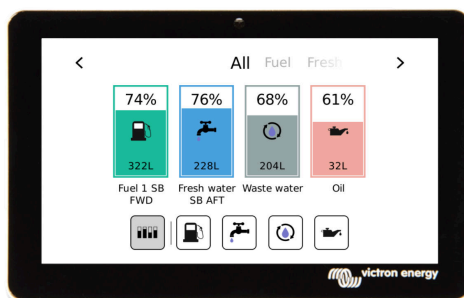 All Fuel Fresh
74% 76% 68% 61%
322L 228L 204L 32L
Fuel 1 SB Fresh water Waste water Oil
FWD SB AFT
victron energy